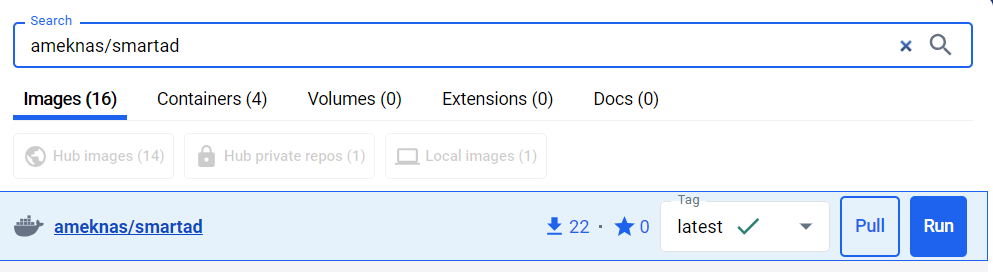 Search
ameknas/smartad
Images (16) Containers (4) Volumes (0) Extensions (0) Docs (0)
Hub images (14) Hub private repos (1) Local images (1)
Tag
ameknas/smartad 22 · 0 latest Pull Run